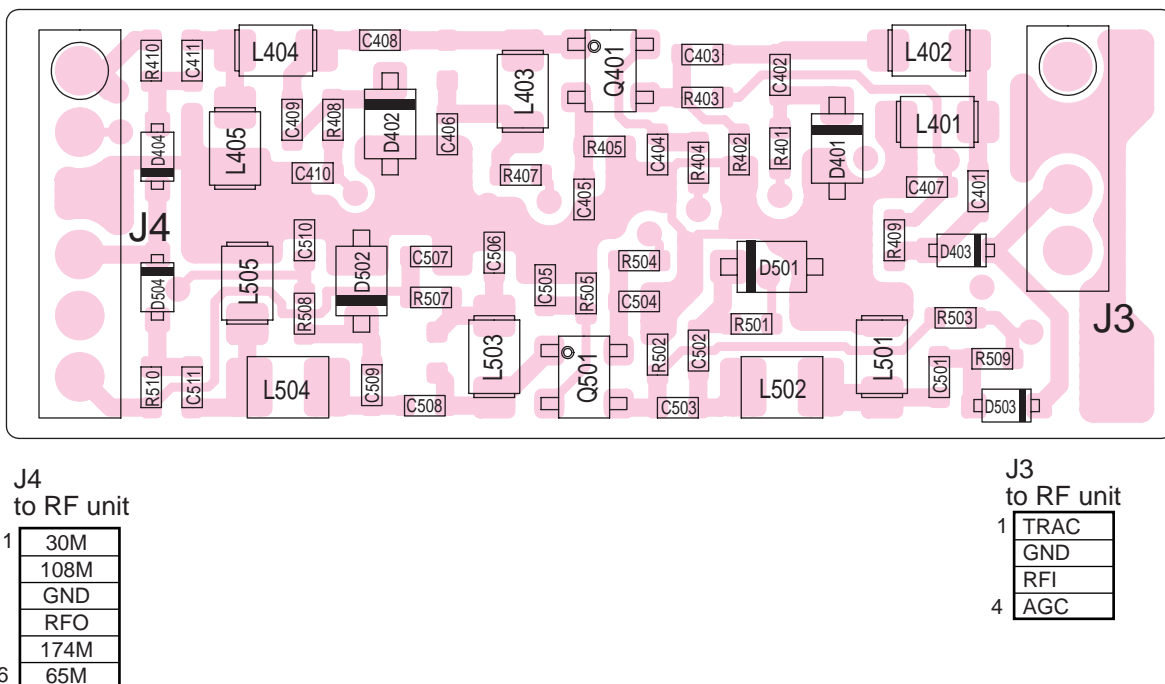 R410
C411
L404
C408
Q401
C403
C402
L402
L403
R403
C409
R408
D402
C406
L401
D404
L405
R405
C404
R404
R402
R401
D401
C410
R407
C405
C407
C401
J4
C510
C507
C506
R504
R409
D403
D504
L505
D502
R507
C505
R505
C504
D501
R508
R501
R503
J3
L503
R502
C502
L501
R509
R510
C511
L504
C509
C508
Q501
C503
L502
C501
D503
J4
to RF unit
1 30M
108M
GND
RFO
174M
6 65M
J3
to RF unit
1 TRAC
GND
RFI
4 AGC